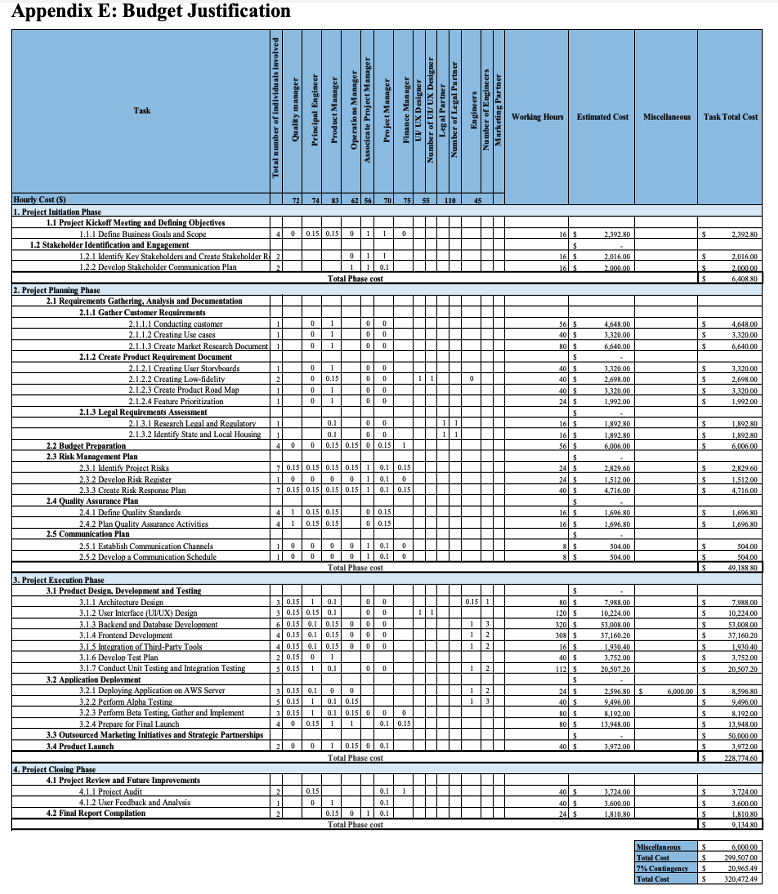 Appendix E: Budget Justification
Task
Total number of individuals involved
Quality manager
Principal Engineer
Product Manager
Operations Manager
Associcate Project Manager
Project Manager
Finance Manager
UI/ UX Designer
Number of UI/ UX Designer
Legal Partner
Number of Legal Partner
Engineers
Number of Engineers
Marketing Partner
Working Hours
Estimated Cost
Miscellaneous
Task Total Cost
Hourly Cost ($) 72 74 83 62 56 70 75 55 110 45
1. Project Initiation Phase
1.1 Project Kickoff Meeting and Defining Objectives
1.1.1 Define Business Goals and Scope 4 0 0.15 0.15 0 1 1 0 16 $ 2,392.80 $ 2,392.80
1.2 Stakeholder Identification and Engagement $ -
1.2.1 Identify Key Stakeholders and Create Stakeholder R 2 0 1 1 16 $ 2,016.00 $ 2,016.00
1.2.2 Develop Stakeholder Communication Plan 2 1 1 0.1 16 $ 2,000.00 $ 2,000.00
Total Phase cost $ 6,408.80
2. Project Planning Phase
2.1 Requirements Gathering, Analysis and Documentation
2.1.1 Gather Customer Requirements
2.1.1.1 Conducting customer 1 0 1 0 0 56 $ 4,648.00 $ 4,648.00
2.1.1.2 Creating Use cases 1 0 1 0 0 40 $ 3,320.00 $ 3,320.00
2.1.1.3 Create Market Research Document 1 0 1 0 0 80 $ 6,640.00 $ 6,640.00
2.1.2 Create Product Requirement Document $ -
2.1.2.1 Creating User Storyboards 1 0 1 0 0 40 $ 3,320.00 $ 3,320.00
2.1.2.2 Creating Low-fidelity 2 0 0.15 0 0 1 1 0 40 $ 2,698.00 $ 2,698.00
2.1.2.3 Create Product Road Map 1 0 1 0 0 40 $ 3,320.00 $ 3,320.00
2.1.2.4 Feature Prioritization 1 0 1 0 0 24 $ 1,992.00 $ 1,992.00
2.1.3 Legal Requirements Assessment $ -
2.1.3.1 Research Legal and Regulatory 1 0.1 0 0 1 1 16 $ 1,892.80 $ 1,892.80
2.1.3.2 Identify State and Local Housing 1 0.1 0 0 1 1 16 $ 1,892.80 $ 1,892.80
2.2 Budget Preparation 4 0 0 0.15 0.15 0 0.15 1 56 $ 6,006.00 $ 6,006.00
2.3 Risk Management Plan $ -
2.3.1 Identify Project Risks 7 0.15 0.15 0.15 0.15 1 0.1 0.15 24 $ 2,829.60 $ 2,829.60
2.3.2 Develop Risk Register 1 0 0 0 0 1 0.1 0 24 $ 1,512.00 $ 1,512.00
2.3.3 Create Risk Response Plan 7 0.15 0.15 0.15 0.15 1 0.1 0.15 40 $ 4,716.00 $ 4,716.00
2.4 Quality Assurance Plan $ -
2.4.1 Define Quality Standards 4 1 0.15 0.15 0 0.15 16 $ 1,696.80 $ 1,696.80
2.4.2 Plan Quality Assurance Activities 4 1 0.15 0.15 0 0.15 16 $ 1,696.80 $ 1,696.80
2.5 Communication Plan $ -
2.5.1 Establish Communication Channels 1 0 0 0 0 1 0.1 0 8 $ 504.00 $ 504.00
2.5.2 Develop a Communication Schedule 1 0 0 0 0 1 0.1 0 8 $ 504.00 $ 504.00
Total Phase cost $ 49,188.80
3. Project Execution Phase
3.1 Product Design, Development and Testing $ -
3.1.1 Architecture Design 3 0.15 1 0.1 0 0 0.15 1 80 $ 7,988.00 $ 7,988.00
3.1.2 User Interface (UI/UX) Design 3 0.15 0.15 0.1 0 0 1 1 120 $ 10,224.00 $ 10,224.00
3.1.3 Backend and Database Development 6 0.15 0.1 0.15 0 0 0 1 3 320 $ 53,008.00 $ 53,008.00
3.1.4 Frontend Development 4 0.15 0.1 0.15 0 0 0 1 2 308 $ 37,160.20 $ 37,160.20
3.1.5 Integration of Third-Party Tools 4 0.15 0.1 0.15 0 0 0 1 2 16 $ 1,930.40 $ 1,930.40
3.1.6 Develop Test Plan 2 0.15 0 1 40 $ 3,752.00 $ 3,752.00
3.1.7 Conduct Unit Testing and Integration Testing 5 0.15 1 0.1 0 0 1 2 112 $ 20,507.20 $ 20,507.20
3.2 Application Deployment $ -
3.2.1 Deploying Application on AWS Server 3 0.15 0.1 0 0 1 2 24 $ 2,596.80 $ 6,000.00 $ 8,596.80
3.2.2 Perform Alpha Testing 5 0.15 1 0.1 0.15 1 3 40 $ 9,496.00 $ 9,496.00
3.2.3 Perform Beta Testing, Gather and Implement 3 0.15 1 0.1 0.15 0 0 0 80 $ 8,192.00 $ 8,192.00
3.2.4 Prepare for Final Launch 4 0 0.15 1 1 0.1 0.15 80 $ 13,948.00 $ 13,948.00
3.3 Outsourced Marketing Initiatives and Strategic Partnerships $ - $ 50,000.00
3.4 Product Launch 2 0 0 1 0.15 0 0.1 40 $ 3,972.00 $ 3,972.00
Total Phase cost $ 228,774.60
4. Project Closing Phase
4.1 Project Review and Future Improvements
4.1.1 Project Audit 2 0.15 0.1 1 40 $ 3,724.00 $ 3,724.00
4.1.2 User Feedback and Analysis 1 0 1 0.1 40 $ 3,600.00 $ 3,600.00
4.2 Final Report Compilation 2 0.15 0 1 0.1 24 $ 1,810.80 $ 1,810.80
Total Phase cost $ 9,134.80
Miscellaneous $ 6,000.00
Total Cost $ 299,507.00
7% Contingency $ 20,965.49
Total Cost $ 320,472.49